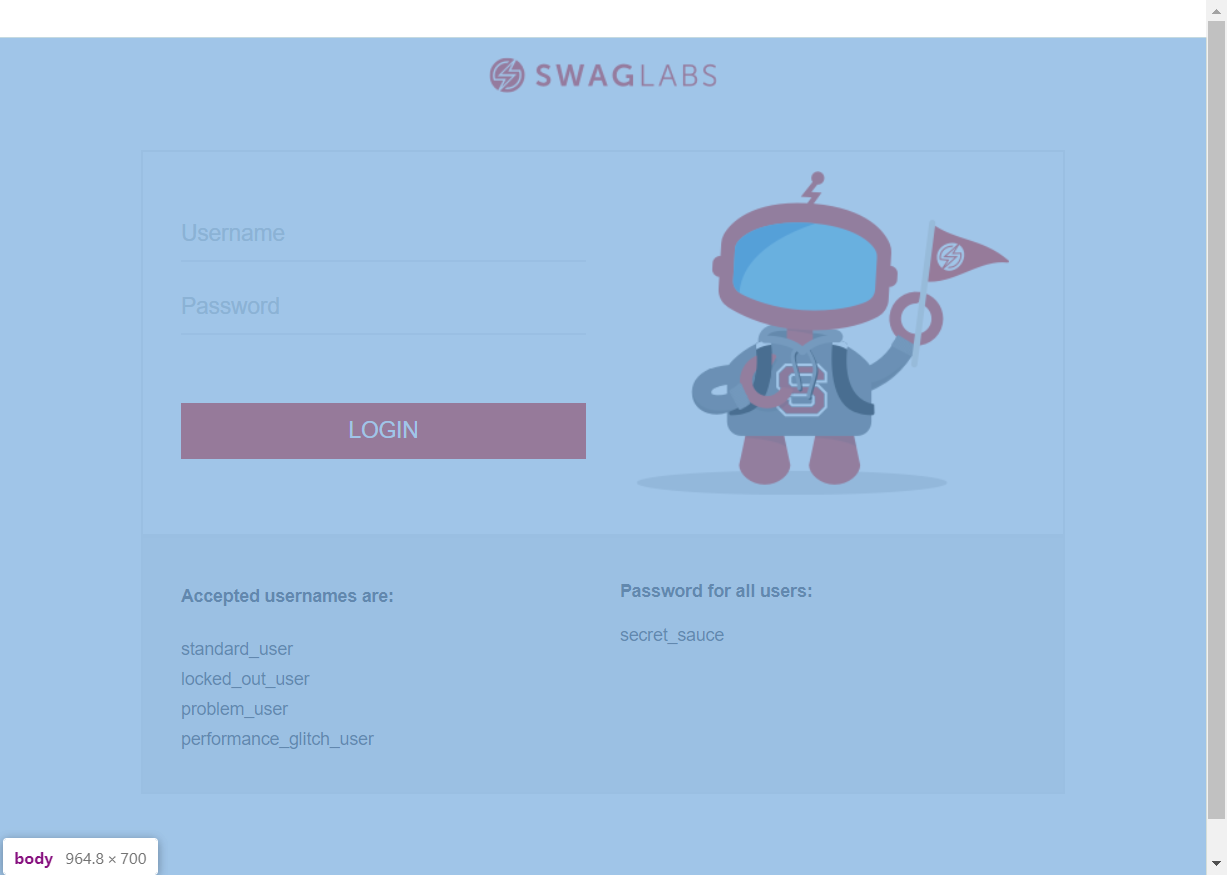 SWAGLABS
Username
Password
LOGIN
Accepted usernames are:
standard_user
locked_out_user
problem_user
performance_glitch_user
Password for all users:
secret_sauce
body 964.8 × 700